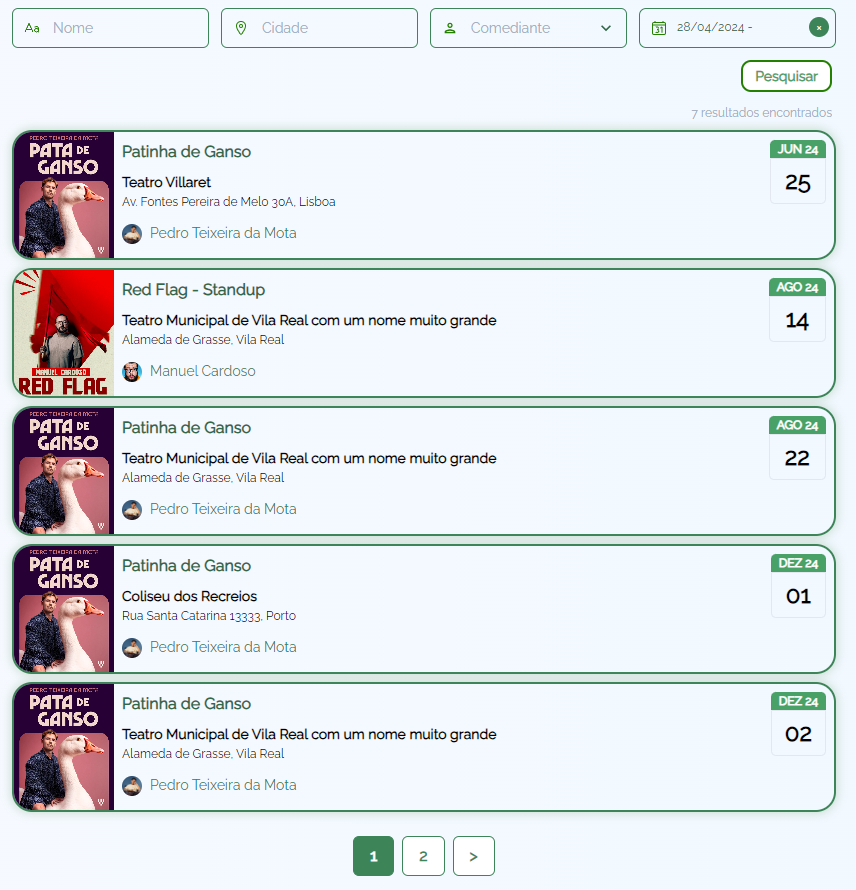 Aa Nome
Cidade
Comediante
31 28/04/2024 -
Pesquisar
7 resultados encontrados
PEDRO TEIXEIRA DA MOTA
PATA DE
GANSO
Patinha de Ganso
Teatro Villaret
Av. Fontes Pereira de Melo 30A, Lisboa
Pedro Teixeira da Mota
JUN 24
25
MANUEL CARDOSO
RED FLAG
Red Flag - Standup
Teatro Municipal de Vila Real com um nome muito grande
Alameda de Grasse, Vila Real
Manuel Cardoso
AGO 24
14
PEDRO TEIXEIRA DA MOTA
PATA DE
GANSO
Patinha de Ganso
Teatro Municipal de Vila Real com um nome muito grande
Alameda de Grasse, Vila Real
Pedro Teixeira da Mota
AGO 24
22
PEDRO TEIXEIRA DA MOTA
PATA DE
GANSO
Patinha de Ganso
Coliseu dos Recreios
Rua Santa Catarina 13333, Porto
Pedro Teixeira da Mota
DEZ 24
01
PEDRO TEIXEIRA DA MOTA
PATA DE
GANSO
Patinha de Ganso
Teatro Municipal de Vila Real com um nome muito grande
Alameda de Grasse, Vila Real
Pedro Teixeira da Mota
DEZ 24
02
1 2 >